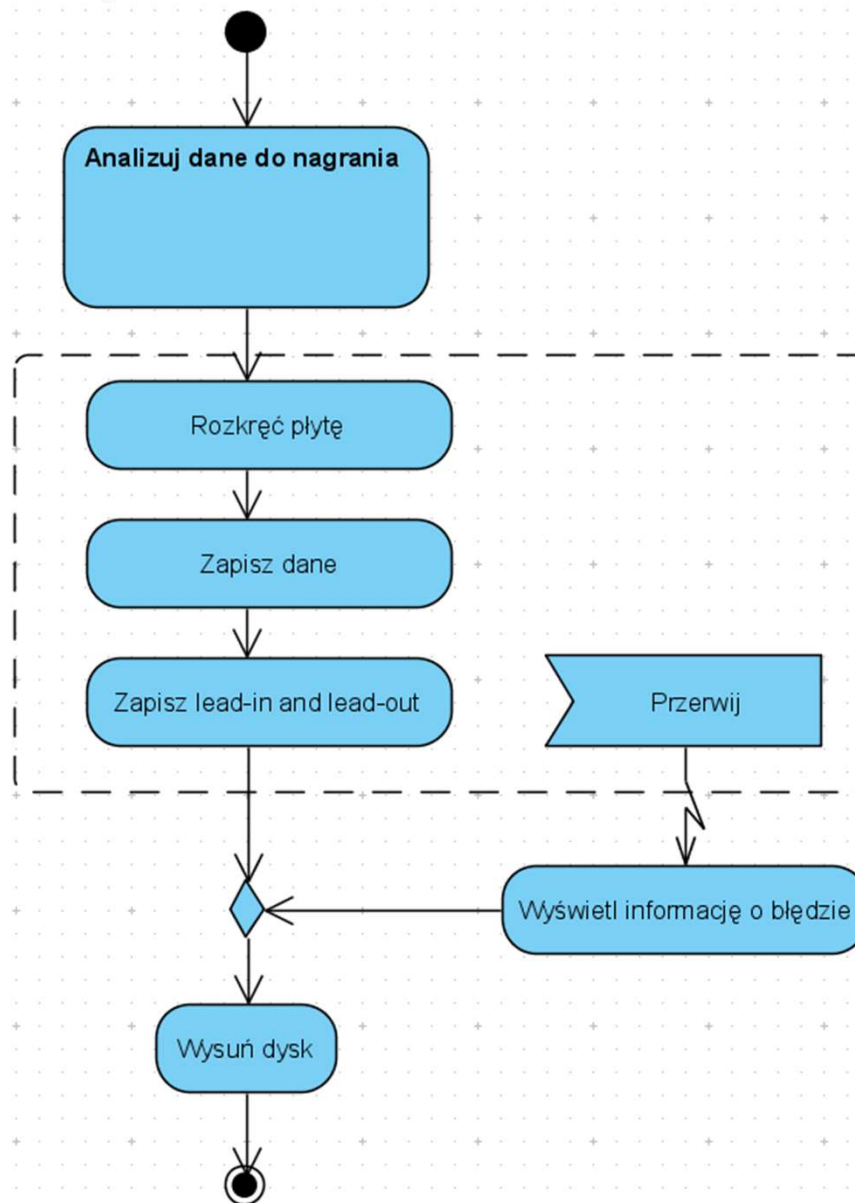 Analizuj dane do nagrania
Rozkręć płytę
Zapisz dane
Zapisz lead-in and lead-out
Przerwij
Wyświetl informację o błędzie
Wysuń dysk